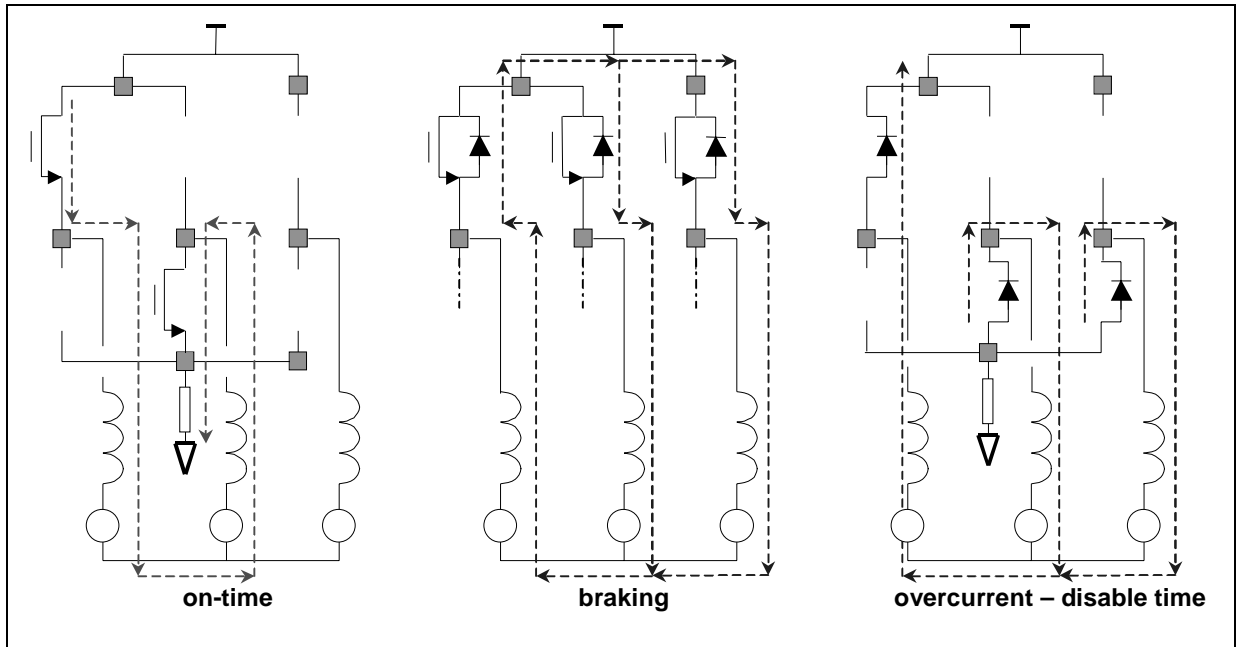 on-time
braking
overcurrent – disable time